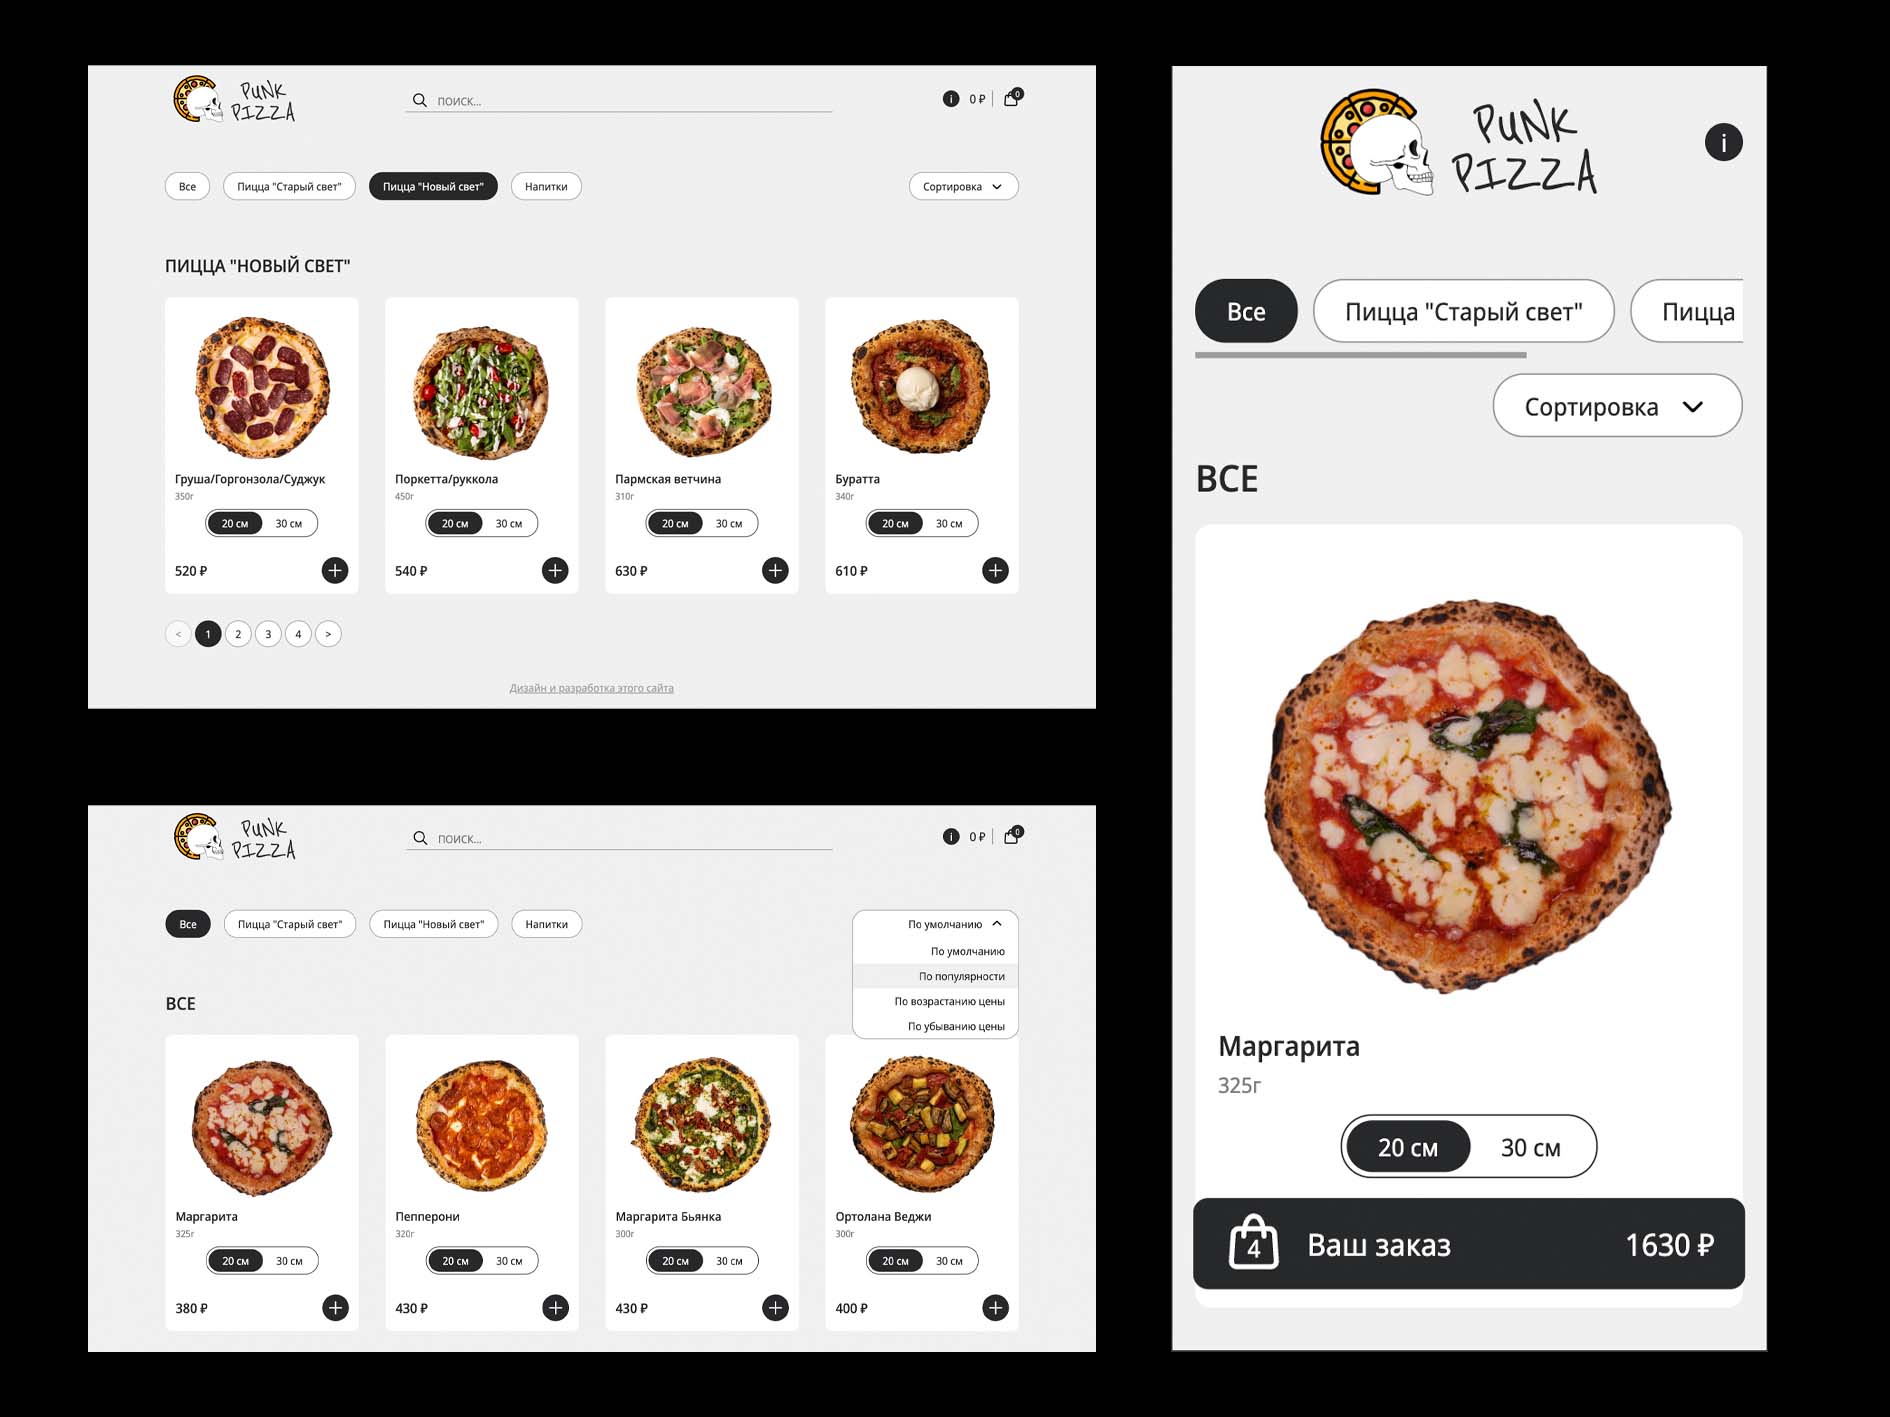 PUNK
PIZZA
ПОИСК...
i 0 ₽ 0
Все Пицца "Старый свет" Пицца "Новый свет" Напитки Сортировка
ПИЦЦА "НОВЫЙ СВЕТ"
Груша/Горгонзола/Суджук
350г
20 см 30 см
520 ₽
Поркетта/руккола
450г
20 см 30 см
540 ₽
Пармская ветчина
310г
20 см 30 см
630 ₽
Буратта
340г
20 см 30 см
610 ₽
< 1 2 3 4 >
Дизайн и разработка этого сайта
PUNK
PIZZA
ПОИСК...
i 0 ₽ 0
Все Пицца "Старый свет" Пицца "Новый свет" Напитки По умолчанию
По умолчанию
По популярности
По возрастанию цены
По убыванию цены
ВСЕ
Маргарита
325г
20 см 30 см
380 ₽
Пепперони
320г
20 см 30 см
430 ₽
Маргарита Бьянка
300г
20 см 30 см
430 ₽
Ортолана Веджи
300г
20 см 30 см
400 ₽
PUNK
PIZZA
i
Все Пицца "Старый свет" Пицца
Сортировка
ВСЕ
Маргарита
325г
20 см 30 см
4 Ваш заказ 1630 ₽